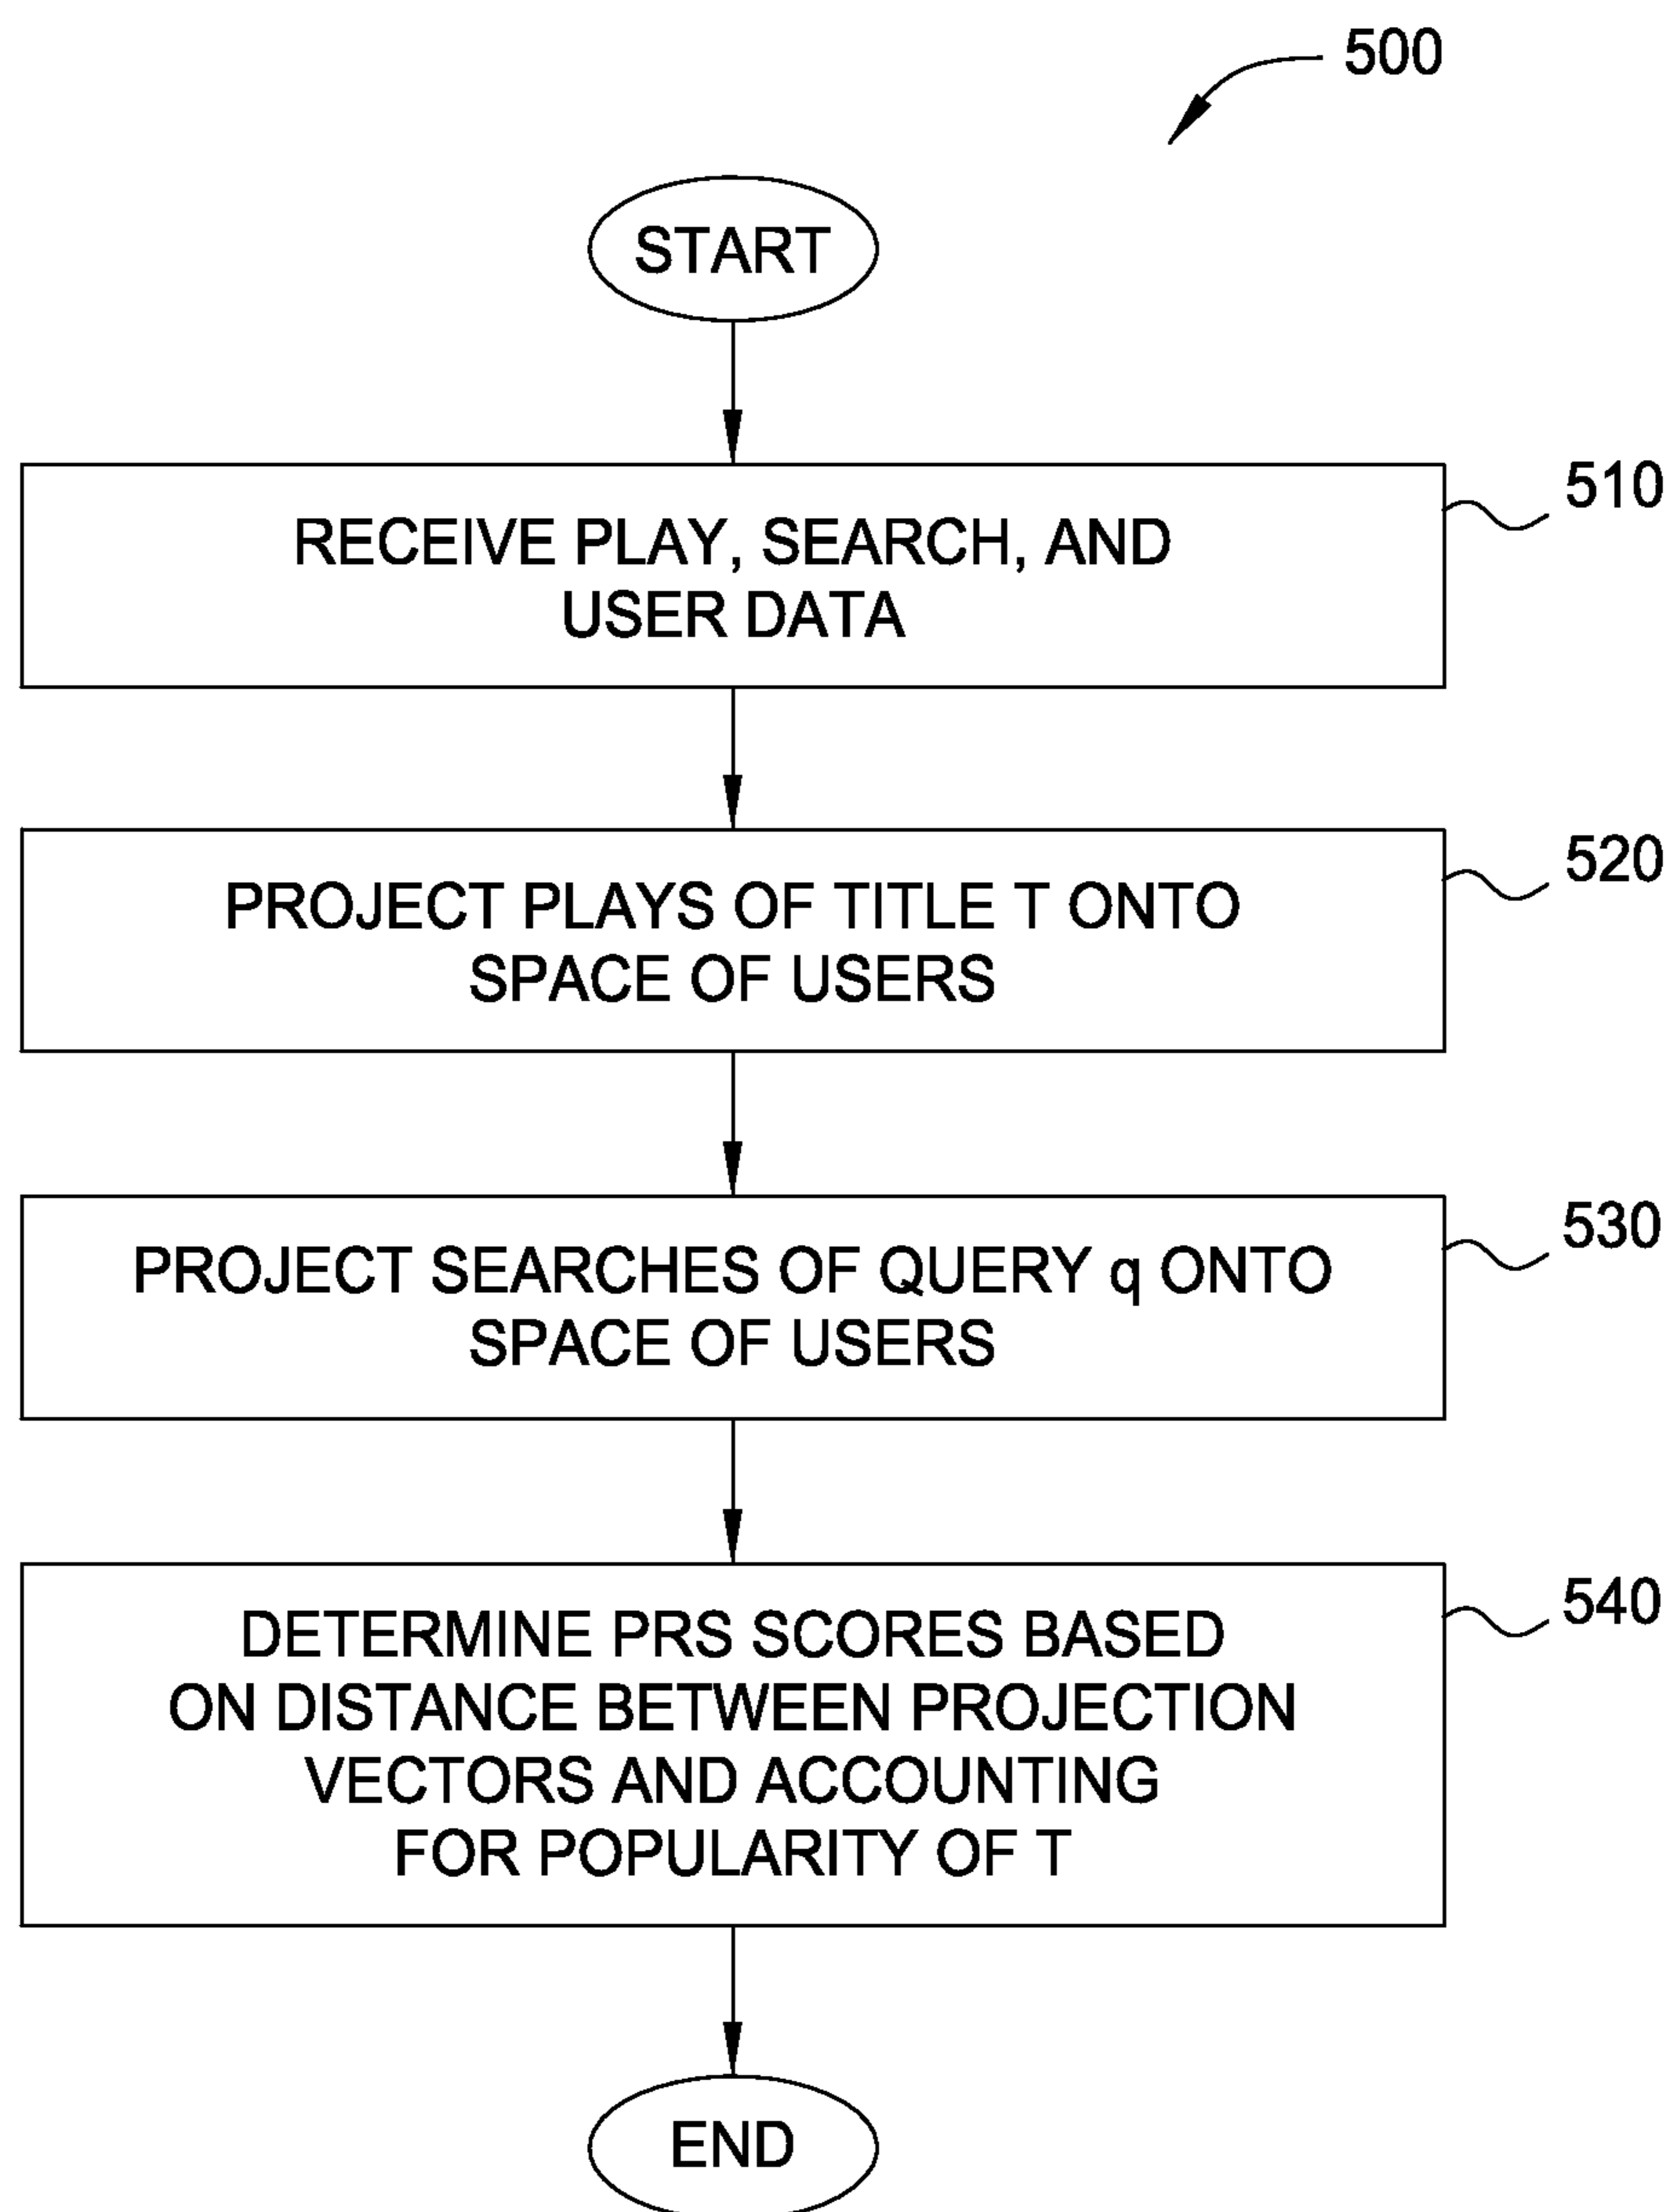 500
START
510
RECEIVE PLAY, SEARCH, AND
USER DATA
520
PROJECT PLAYS OF TITLE T ONTO
SPACE OF USERS
530
PROJECT SEARCHES OF QUERY q ONTO
SPACE OF USERS
540
DETERMINE PRS SCORES BASED
ON DISTANCE BETWEEN PROJECTION
VECTORS AND ACCOUNTING
FOR POPULARITY OF T
END